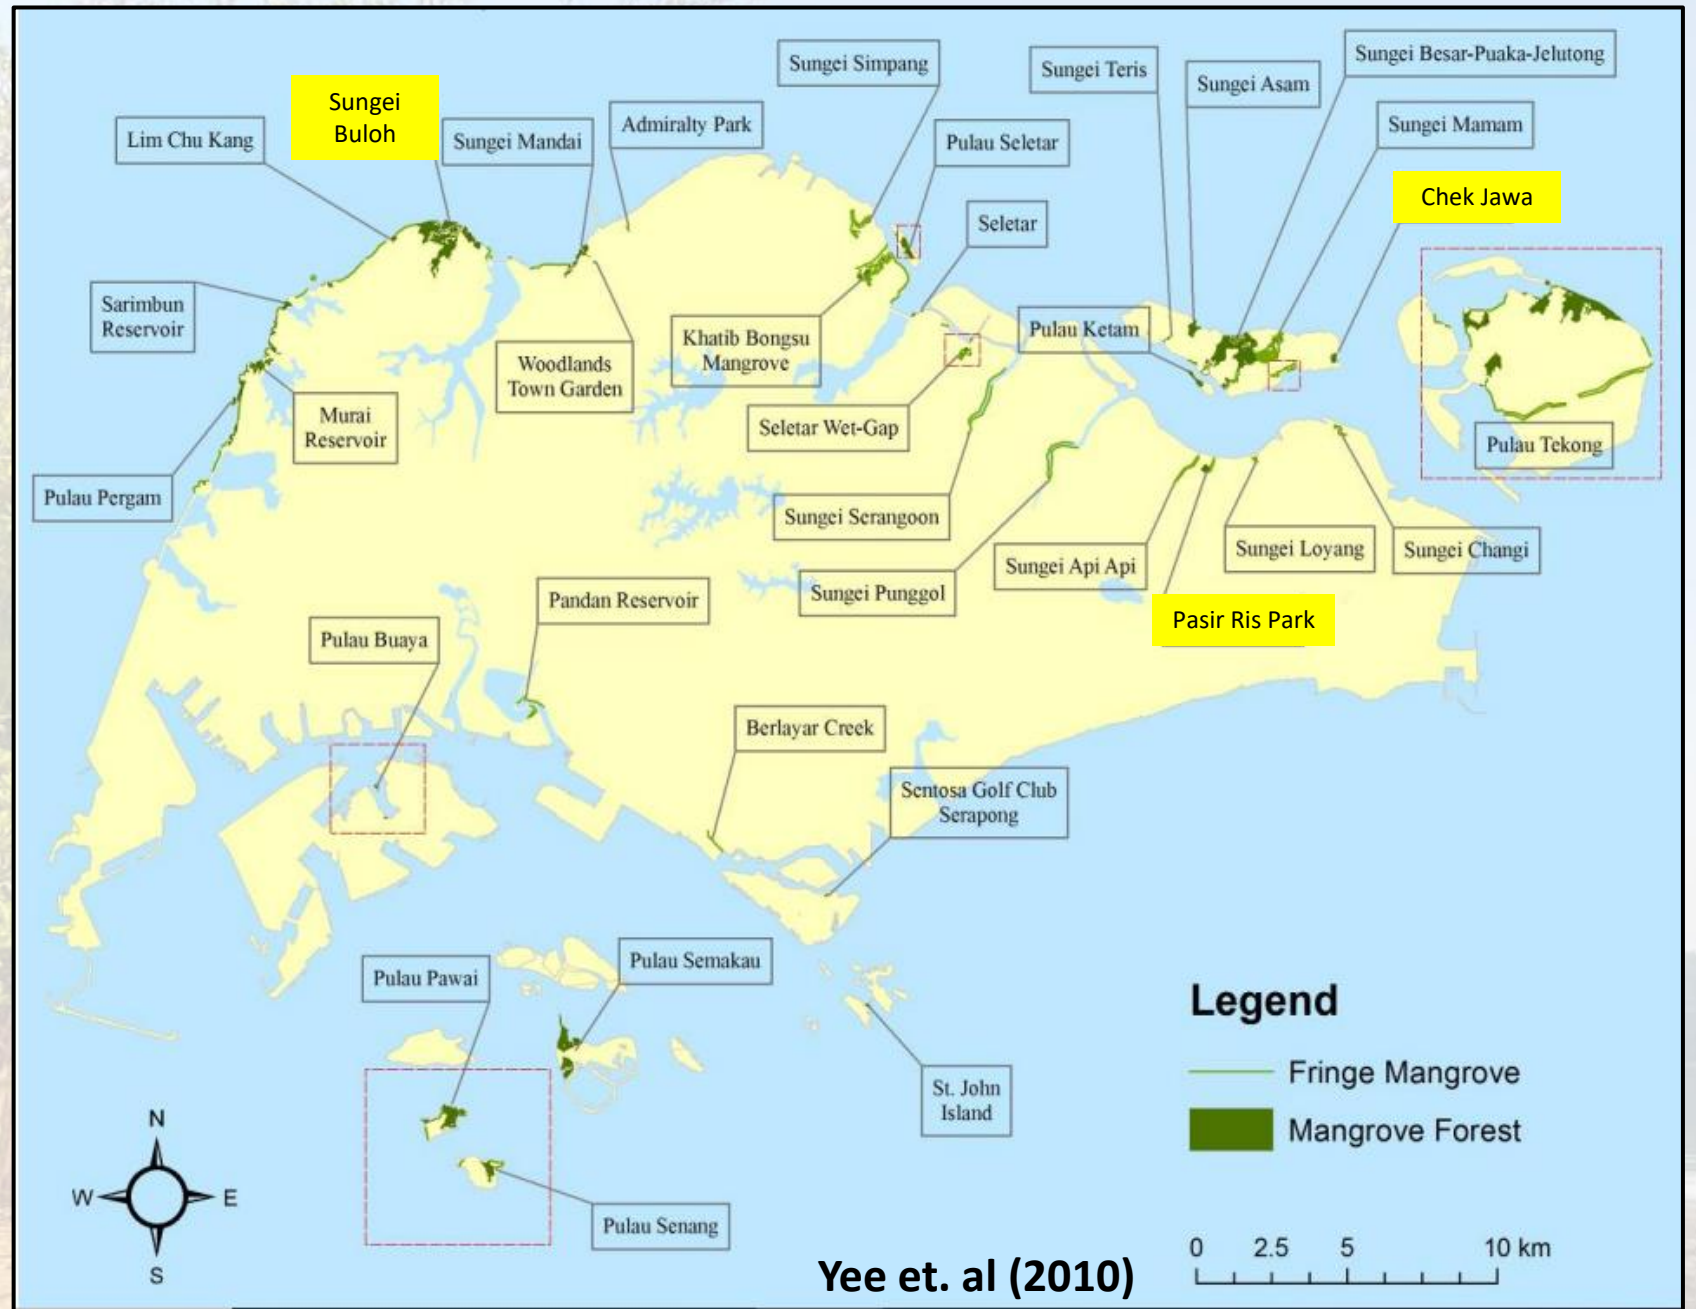 Sungei Simpang
Sungei Teris
Sungei Asam
Sungei Besar-Puaka-Jelutong
Sungei
Buloh
Lim Chu Kang
Sungei Mandai
Admiralty Park
Pulau Seletar
Sungei Mamam
Chek Jawa
Seletar
Sarimbun
Reservoir
Pulau Ketam
Khatib Bongsu
Mangrove
Woodlands
Town Garden
Murai
Reservoir
Seletar Wet-Gap
Pulau Tekong
Pulau Pergam
Sungei Serangoon
Sungei Api Api
Sungei Loyang
Sungei Changi
Sungei Punggol
Pandan Reservoir
Pasir Ris Park
Pulau Buaya
Berlayar Creek
Sentosa Golf Club
Serapong
Pulau Pawai
Pulau Semakau
St. John
Island
Pulau Senang
Legend
Fringe Mangrove
Mangrove Forest
N
W E
S
0 2.5 5 10 km
Yee et. al (2010)